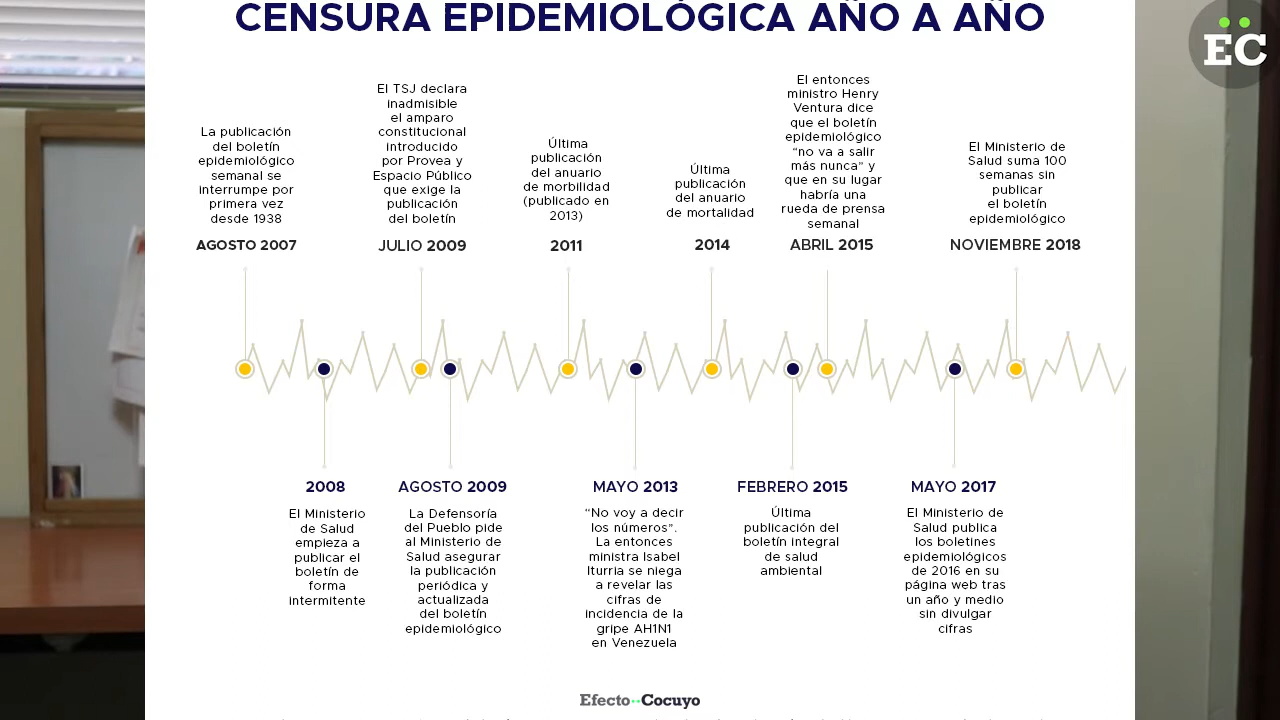 CENSURA EPIDEMIOLÓGICA AÑO A AÑO
EC
La publicación
del boletín
epidemiológico
semanal se
interrumpe por
primera vez
desde 1938
AGOSTO 2007
El TSJ declara
inadmisible
el amparo
constitucional
introducido
por Provea y
Espacio Público
que exige la
publicación
del boletín
JULIO 2009
Última
publicación
del anuario
de morbilidad
(publicado en
2013)
2011
Última
publicación
del anuario
de mortalidad
2014
El entonces
ministro Henry
Ventura dice
que el boletín
epidemiológico
“no va a salir
más nunca” y
que en su lugar
habría una
rueda de prensa
semanal
ABRIL 2015
El Ministerio de
Salud suma 100
semanas sin
publicar
el boletín
epidemiológico
NOVIEMBRE 2018
2008
El Ministerio
de Salud
empieza a
publicar el
boletín de
forma
intermitente
AGOSTO 2009
La Defensoría
del Pueblo pide
al Ministerio de
Salud asegurar
la publicación
periódica y
actualizada
del boletín
epidemiológico
MAYO 2013
“No voy a decir
los números”.
La entonces
ministra Isabel
Iturria se niega
a revelar las
cifras de
incidencia de la
gripe AH1N1
en Venezuela
FEBRERO 2015
Última
publicación del
boletín integral
de salud
ambiental
MAYO 2017
El Ministerio de
Salud publica
los boletines
epidemiológicos
de 2016 en su
página web tras
un año y medio
sin divulgar
cifras
Efecto Cocuyo